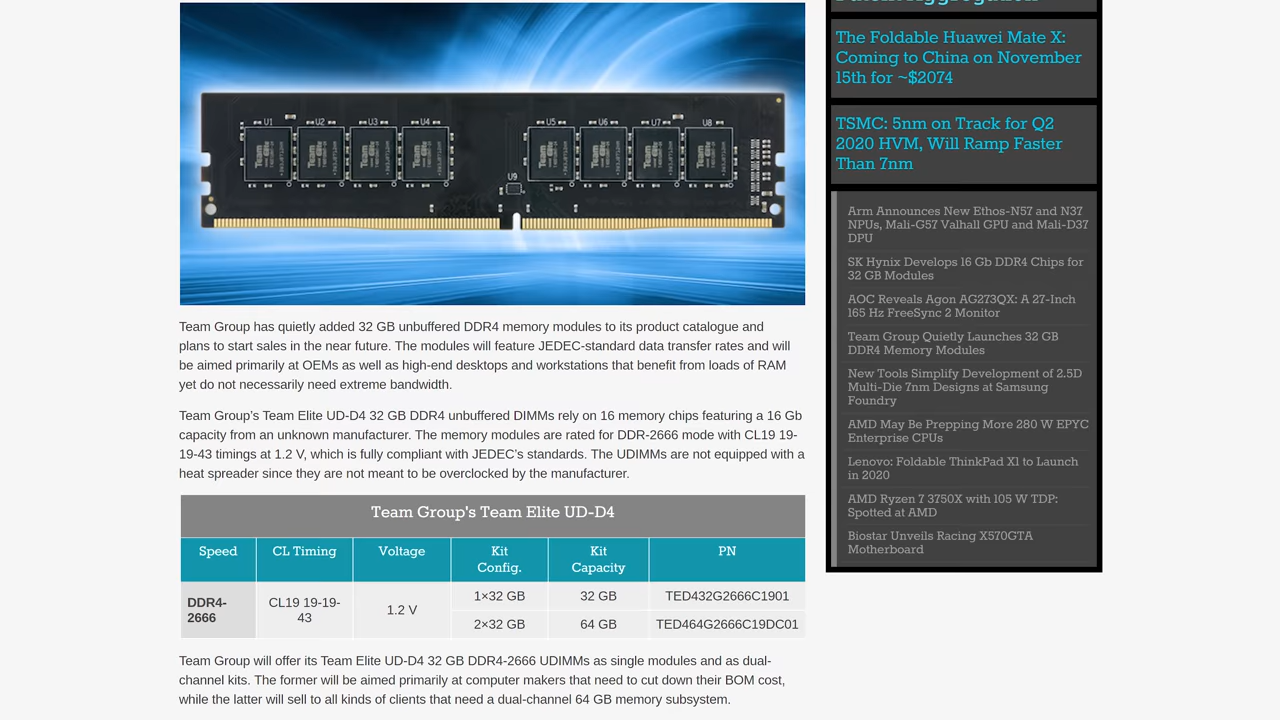 The Foldable Huawei Mate X:
Coming to China on November
15th for ~$2074
TSMC: 5nm on Track for Q2
2020 HVM, Will Ramp Faster
Than 7nm
Arm Announces New Ethos-N57 and N37
NPUs, Mali-G57 Valhall GPU and Mali-D37
DPU
SK Hynix Develops 16 Gb DDR4 Chips for
32 GB Modules
AOC Reveals Agon AG273QX: A 27-Inch
165 Hz FreeSync 2 Monitor
Team Group Quietly Launches 32 GB
DDR4 Memory Modules
New Tools Simplify Development of 2.5D
Multi-Die 7nm Designs at Samsung
Foundry
AMD May Be Prepping More 280 W EPYC
Enterprise CPUs
Lenovo: Foldable ThinkPad X1 to Launch
in 2020
AMD Ryzen 7 3750X with 105 W TDP:
Spotted at AMD
Biostar Unveils Racing X570GTA
Motherboard
U1 U2 U3 U4 U5 U6 U7 U8
U9
Team Group has quietly added 32 GB unbuffered DDR4 memory modules to its product catalogue and
plans to start sales in the near future. The modules will feature JEDEC-standard data transfer rates and will
be aimed primarily at OEMs as well as high-end desktops and workstations that benefit from loads of RAM
yet do not necessarily need extreme bandwidth.
Team Group's Team Elite UD-D4 32 GB DDR4 unbuffered DIMMs rely on 16 memory chips featuring a 16 Gb
capacity from an unknown manufacturer. The memory modules are rated for DDR-2666 mode with CL19 19-
19-43 timings at 1.2 V, which is fully compliant with JEDEC's standards. The UDIMMs are not equipped with a
heat spreader since they are not meant to be overclocked by the manufacturer.
Team Group's Team Elite UD-D4
Speed CL Timing Voltage Kit Config. Kit Capacity PN
DDR4-2666 CL19 19-19-43 1.2 V 1×32 GB 32 GB TED432G2666C1901
2×32 GB 64 GB TED464G2666C19DC01
Team Group will offer its Team Elite UD-D4 32 GB DDR4-2666 UDIMMs as single modules and as dual-
channel kits. The former will be aimed primarily at computer makers that need to cut down their BOM cost,
while the latter will sell to all kinds of clients that need a dual-channel 64 GB memory subsystem.